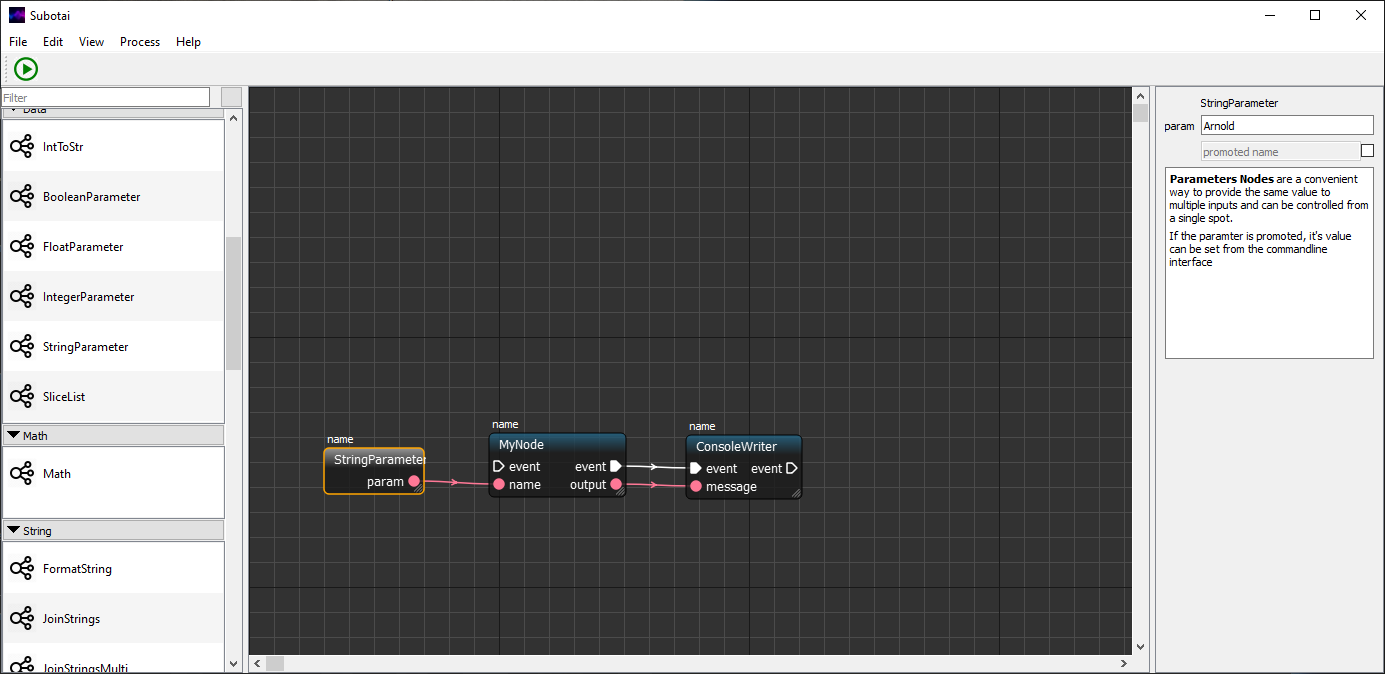 Subotai
File Edit View Process Help
Filter
Data
IntToStr
BooleanParameter
FloatParameter
IntegerParameter
StringParameter
SliceList
Math
Math
String
FormatString
JoinStrings
JoinStringsMulti
name
StringParameter
param
name
MyNode
event event
name output
name
ConsoleWriter
event event
message
StringParameter
param Arnold
promoted name
Parameters Nodes are a convenient
way to provide the same value to
multiple inputs and can be controlled from
a single spot.
If the paramter is promoted, it's value
can be set from the commandline
interface